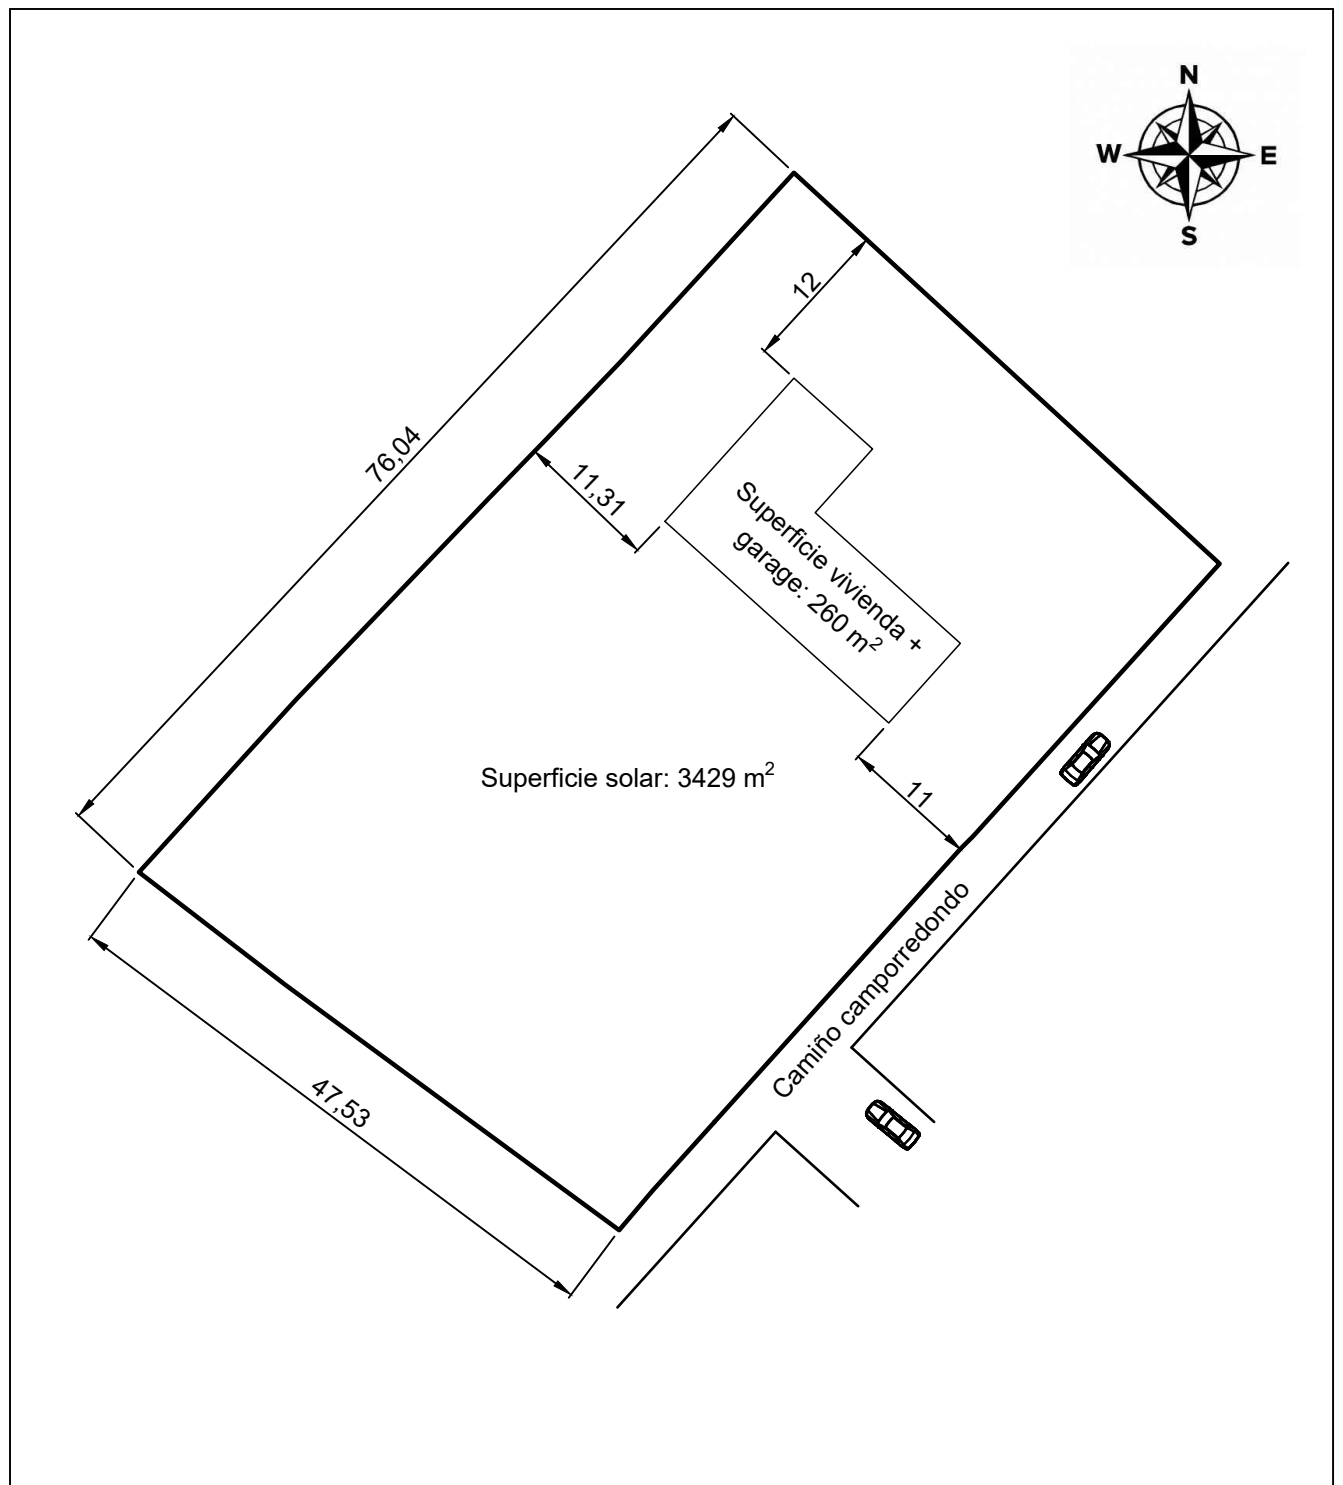 N
W
E
S
12
76,04
11,31
Superficie vivienda +
garage: 260 m²
Superficie solar: 3429 m²
11
Camiño camporredondo
47,53